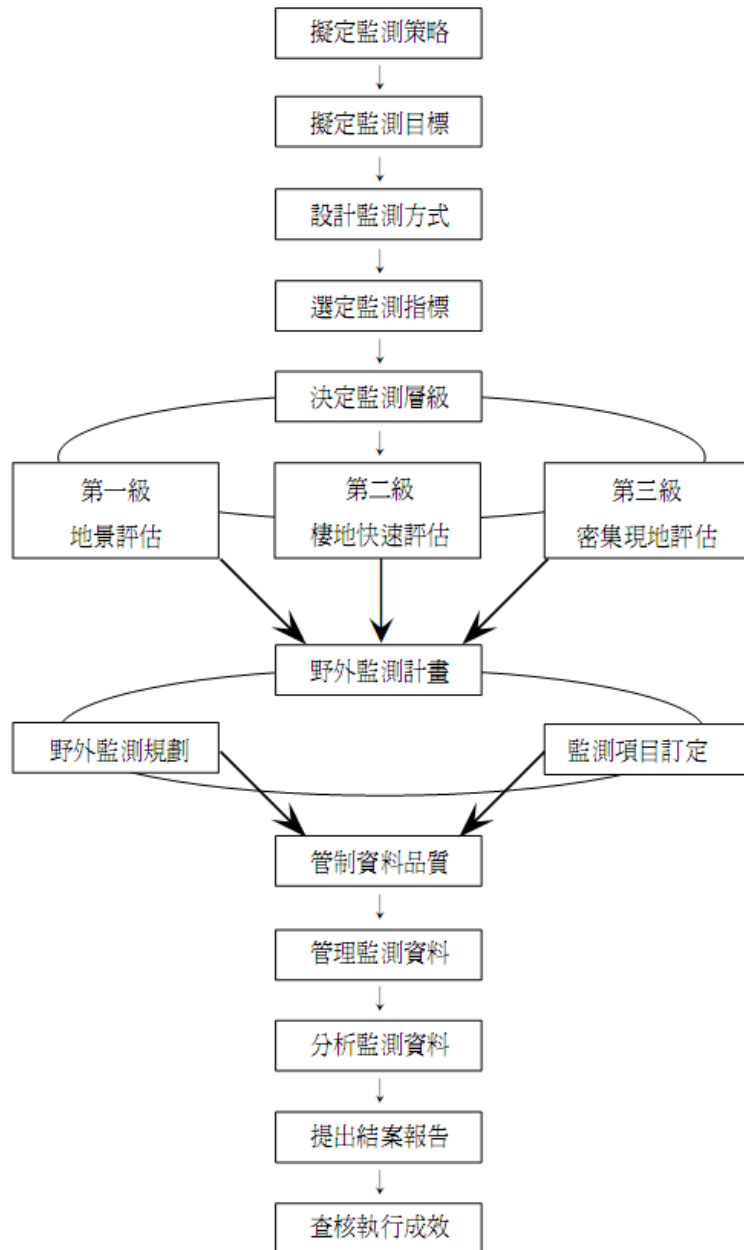 擬定監測策略
↓
擬定監測目標
↓
設計監測方式
↓
選定監測指標
↓
決定監測層級
↓
第一級
地景評估
第二級
棲地快速評估
第三級
密集現地評估
野外監測計畫
野外監測規劃
監測項目訂定
管制資料品質
↓
管理監測資料
↓
分析監測資料
↓
提出結案報告
↓
查核執行成效